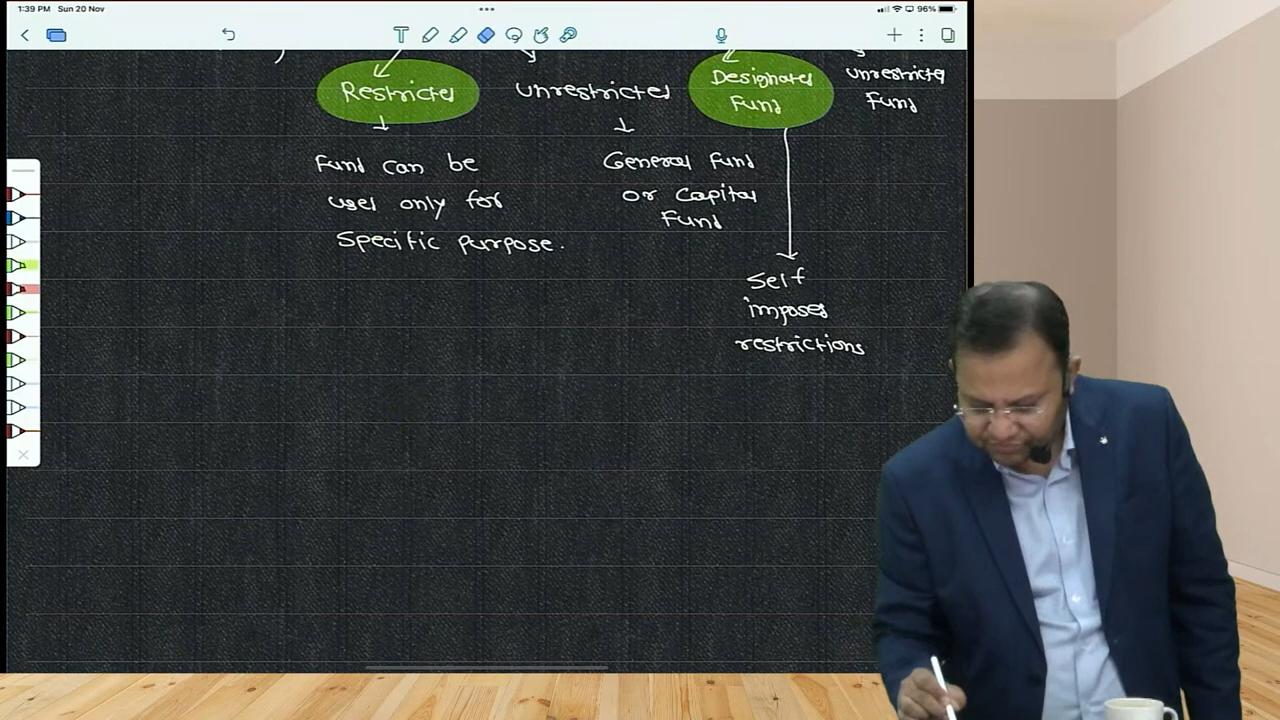 1:39 PM Sun 20 Nov
96%
T
Restricted
Unrestricted
Designated
Fund
Unrestricted
Fund
Fund can be
used only for
specific purpose.
General Fund
or Capital
Fund
Self
imposed
restrictions